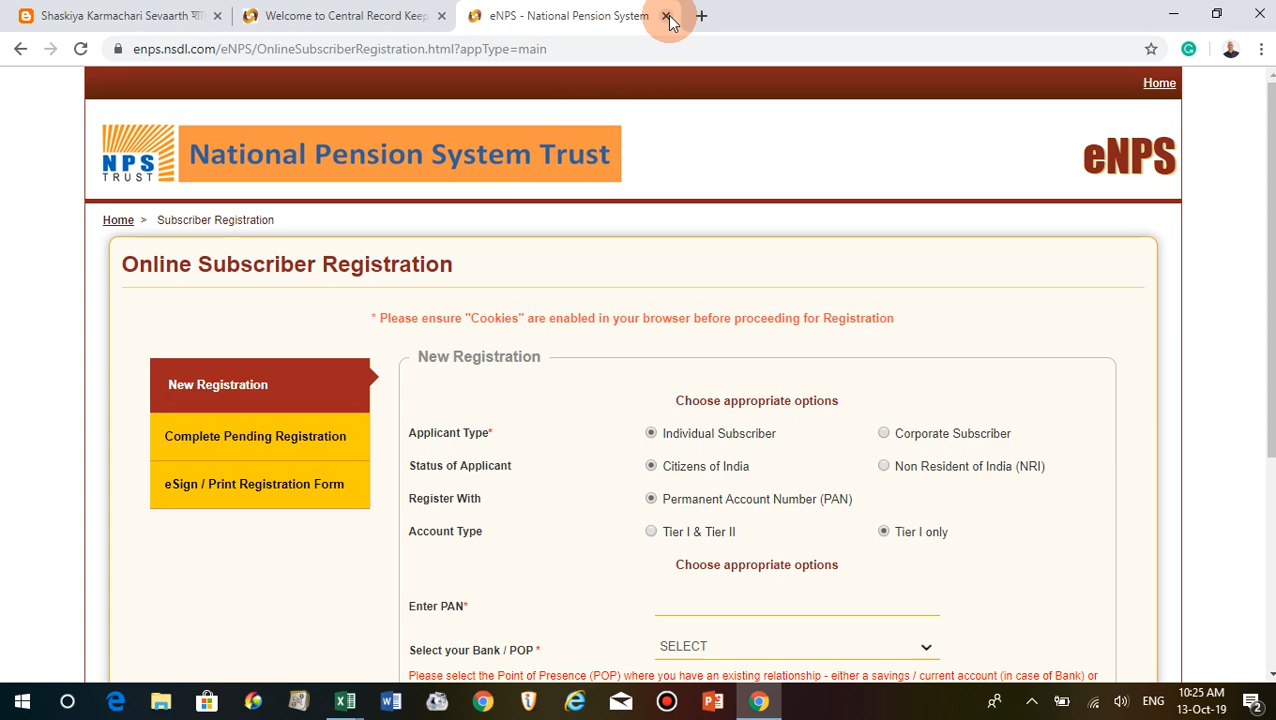 Shaskiya Karmachari Sevaarth
Welcome to Central Record Keep
eNPS - National Pension System
enps.nsdl.com/eNPS/OnlineSubscriberRegistration.html?appType=main
Home
NPS
TRUST
National Pension System Trust
eNPS
Home > Subscriber Registration
Online Subscriber Registration
* Please ensure "Cookies" are enabled in your browser before proceeding for Registration
New Registration
Complete Pending Registration
eSign / Print Registration Form
New Registration
Choose appropriate options
Applicant Type* Individual Subscriber Corporate Subscriber
Status of Applicant Citizens of India Non Resident of India (NRI)
Register With Permanent Account Number (PAN)
Account Type Tier I & Tier II Tier I only
Choose appropriate options
Enter PAN*
Select your Bank / POP * SELECT
Please select the Point of Presence (POP) where you have an existing relationship - either a savings / current account (in case of Bank) or
ENG
10:25 AM
13-Oct-19
2